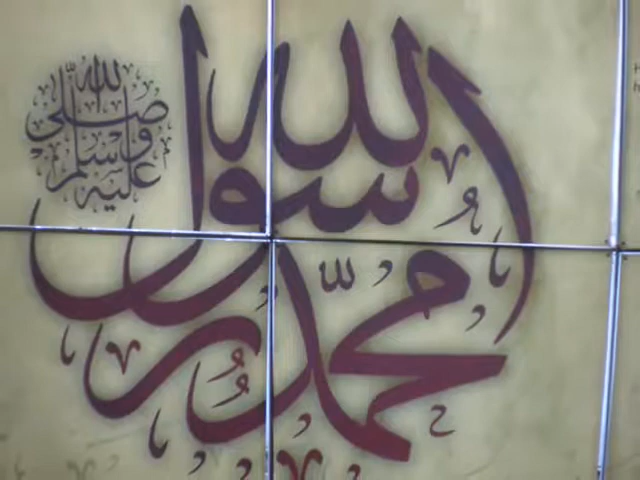 محمد رسول الله
صلى الله عليه وسلم